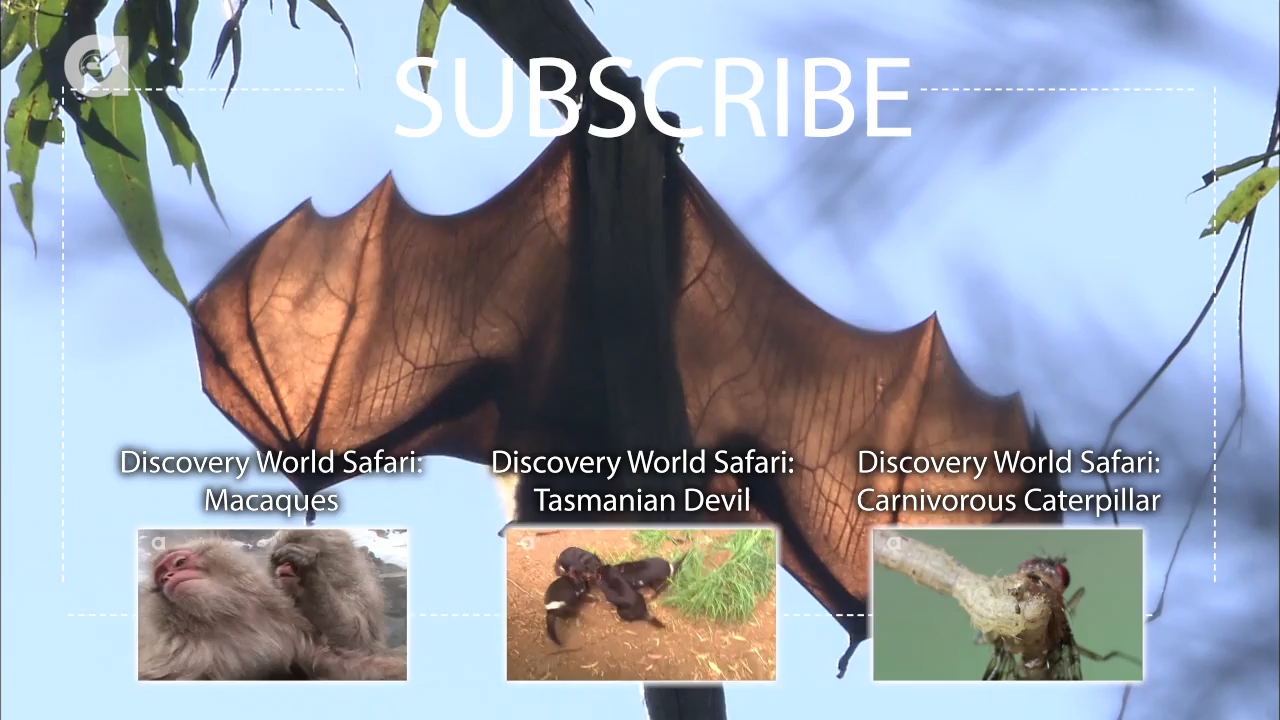 SUBSCRIBE
Discovery World Safari:
Macaques
Discovery World Safari:
Tasmanian Devil
Discovery World Safari:
Carnivorous Caterpillar